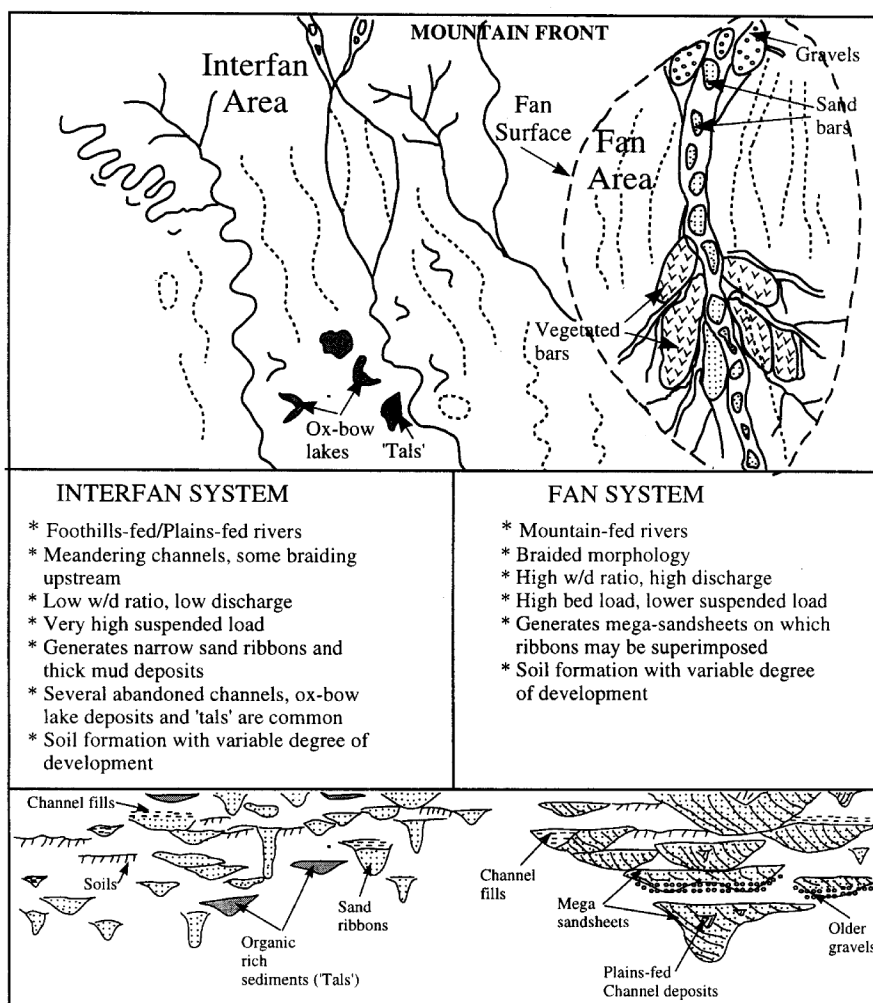 MOUNTAIN FRONT
Interfan
Area
Fan
Surface
Fan
Area
Gravels
Sand
bars
Vegetated
bars
Ox-bow
lakes
'Tals'
INTERFAN SYSTEM
* Foothills-fed/Plains-fed rivers
* Meandering channels, some braiding
upstream
* Low w/d ratio, low discharge
* Very high suspended load
* Generates narrow sand ribbons and
thick mud deposits
* Several abandoned channels, ox-bow
lake deposits and 'tals' are common
* Soil formation with variable degree of
development
FAN SYSTEM
* Mountain-fed rivers
* Braided morphology
* High w/d ratio, high discharge
* High bed load, lower suspended load
* Generates mega-sandsheets on which
ribbons may be superimposed
* Soil formation with variable degree
of development
Channel fills
Soils
Organic
rich
sediments ('Tals')
Sand
ribbons
Channel
fills
Mega
sandsheets
Plains-fed
Channel deposits
Older
gravels